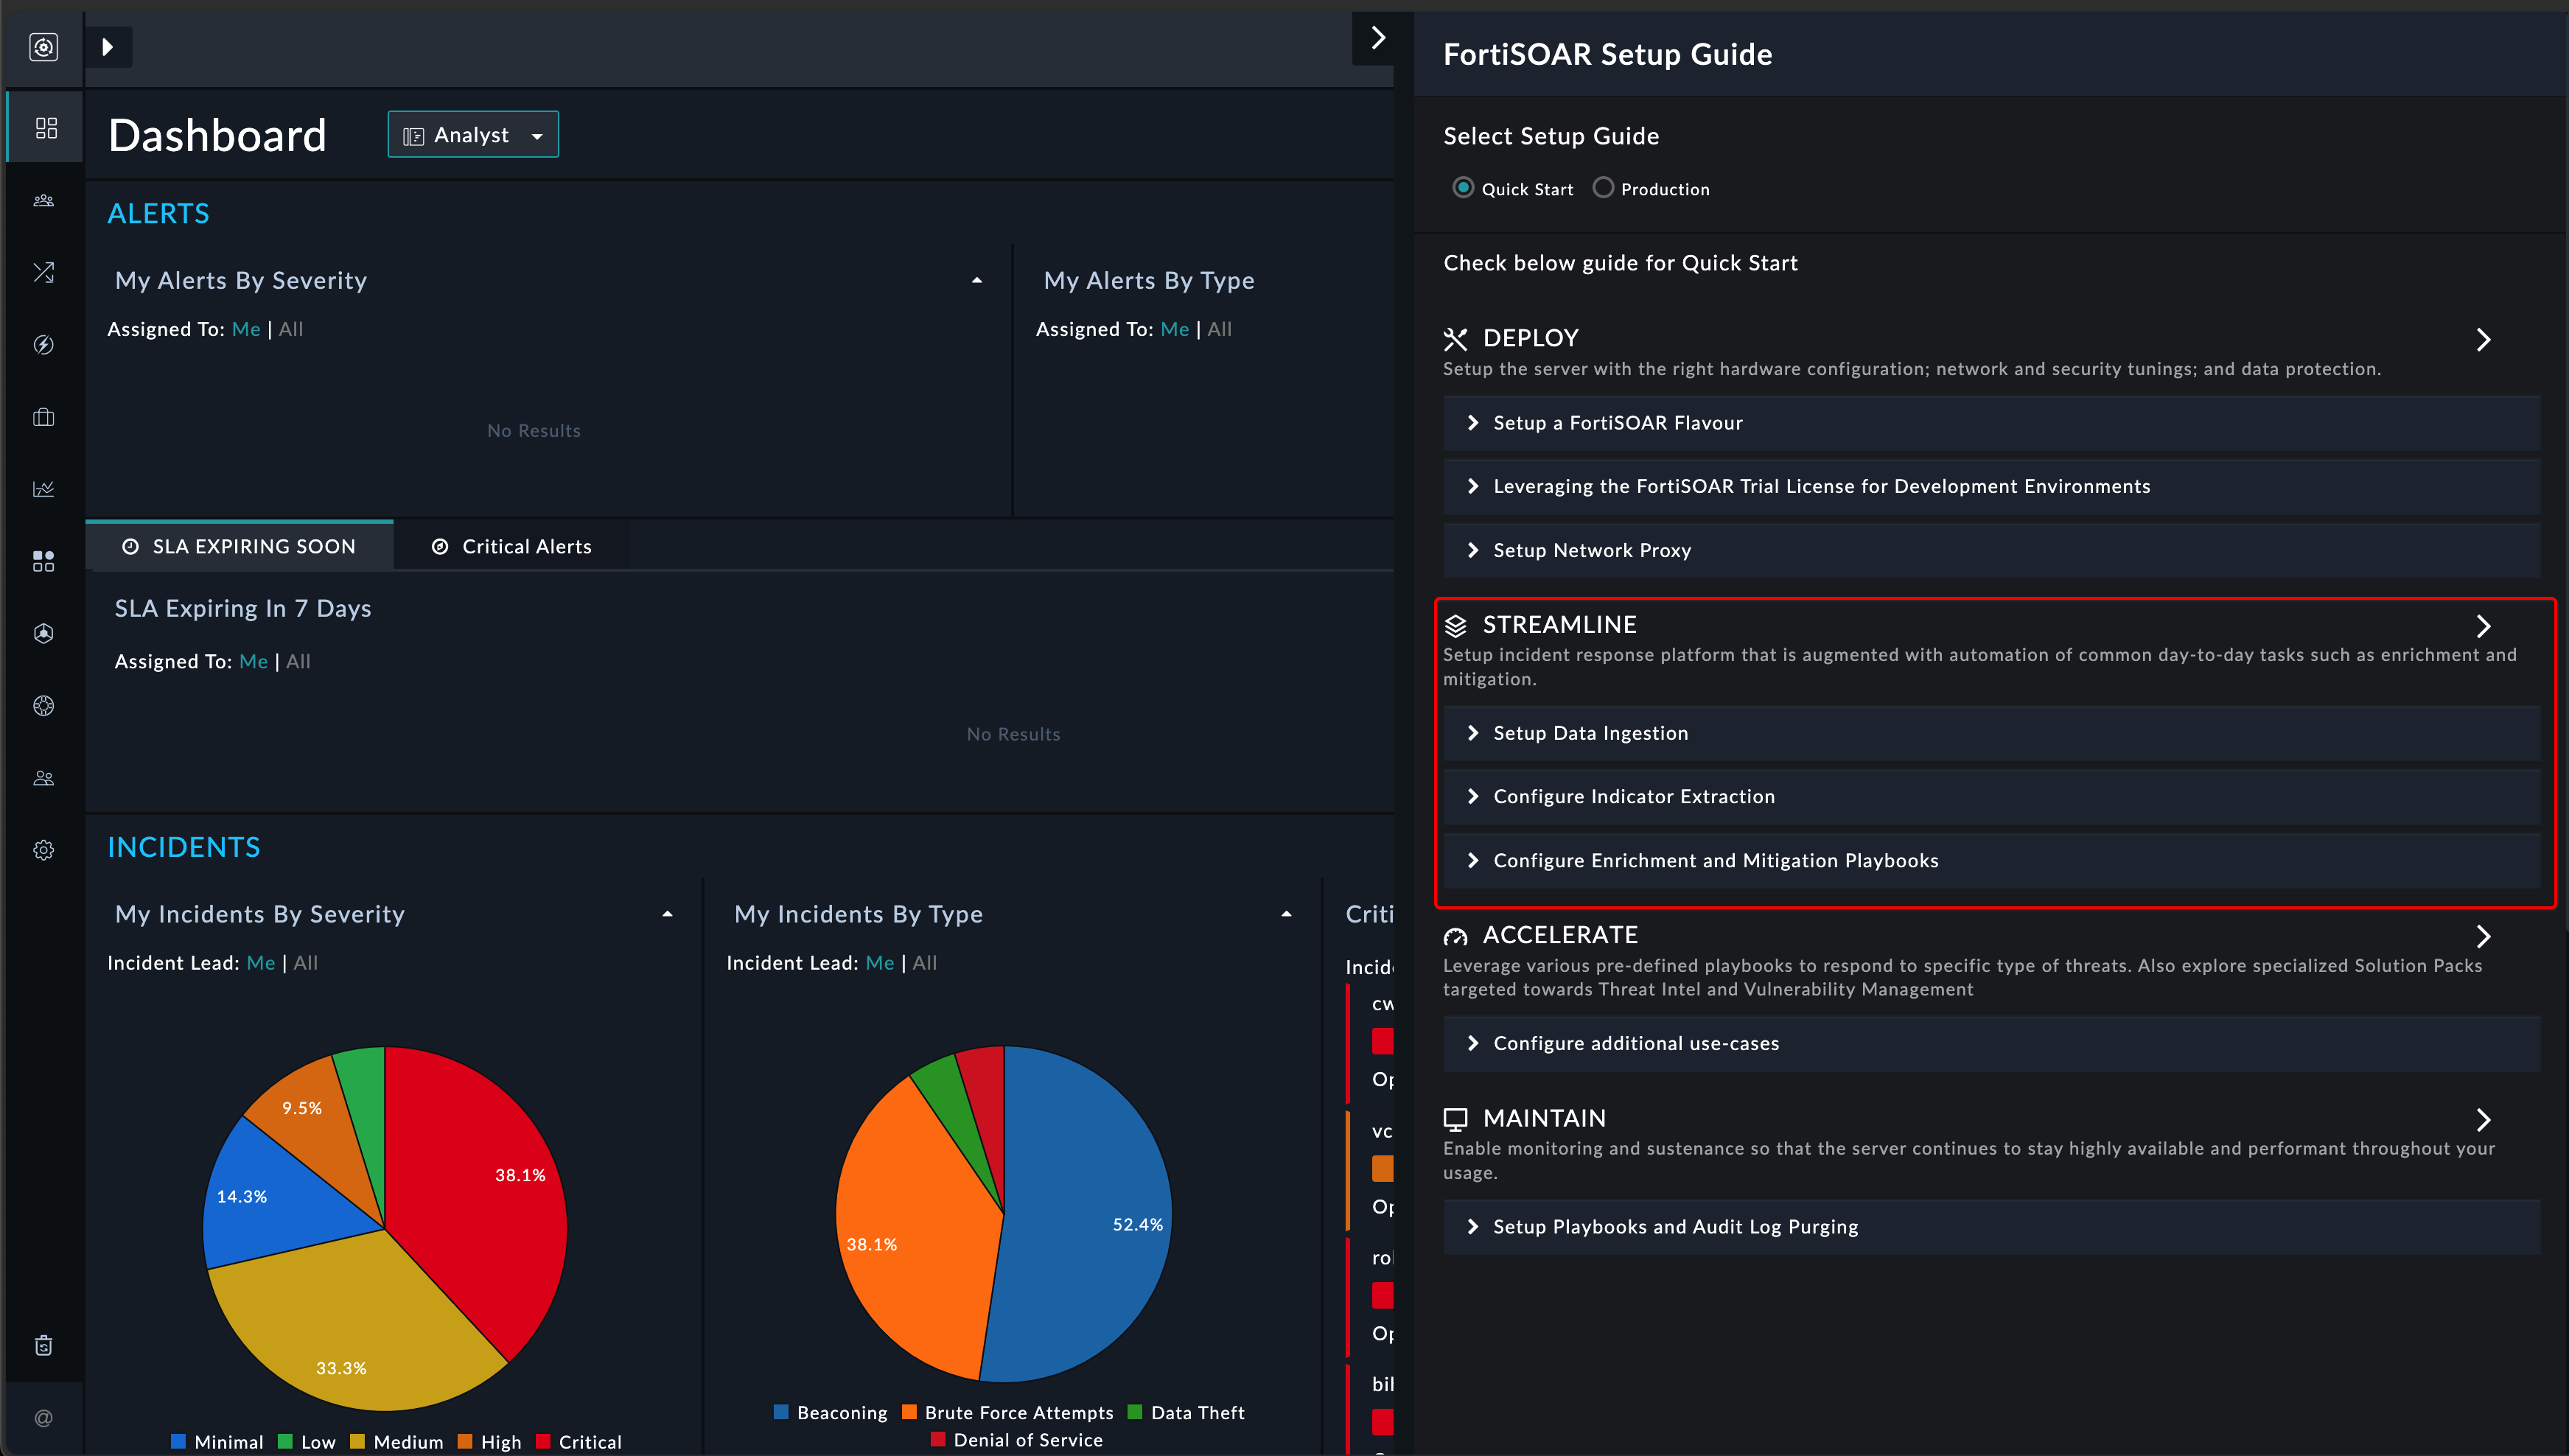 Dashboard
Analyst
ALERTS
My Alerts By Severity
Assigned To: Me | All
No Results
My Alerts By Type
Assigned To: Me | All
SLA EXPIRING SOON
Critical Alerts
SLA Expiring In 7 Days
Assigned To: Me | All
No Results
INCIDENTS
My Incidents By Severity
Incident Lead: Me | All
9.5%
38.1%
14.3%
33.3%
Minimal Low Medium High Critical
My Incidents By Type
Incident Lead: Me | All
52.4%
38.1%
Beaconing Brute Force Attempts Data Theft
Denial of Service
Criti
Incid
cw
Op
vc
Op
rol
Op
bil
@
FortiSOAR Setup Guide
Select Setup Guide
Quick Start Production
Check below guide for Quick Start
DEPLOY
Setup the server with the right hardware configuration; network and security tunings; and data protection.
Setup a FortiSOAR Flavour
Leveraging the FortiSOAR Trial License for Development Environments
Setup Network Proxy
STREAMLINE
Setup incident response platform that is augmented with automation of common day-to-day tasks such as enrichment and
mitigation.
Setup Data Ingestion
Configure Indicator Extraction
Configure Enrichment and Mitigation Playbooks
ACCELERATE
Leverage various pre-defined playbooks to respond to specific type of threats. Also explore specialized Solution Packs
targeted towards Threat Intel and Vulnerability Management
Configure additional use-cases
MAINTAIN
Enable monitoring and sustenance so that the server continues to stay highly available and performant throughout your
usage.
Setup Playbooks and Audit Log Purging